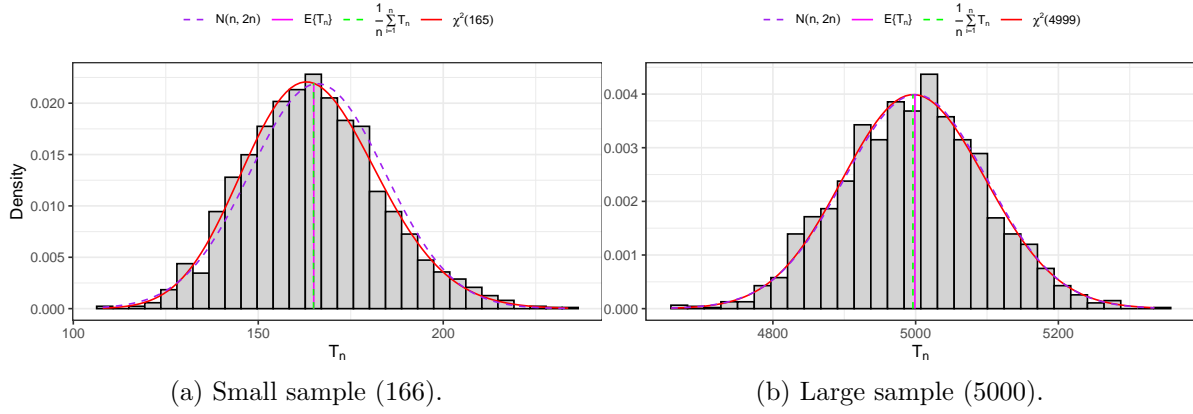 N(n, 2n) E{Tₙ} 1/n ∑ⁿᵢ₌₁ Tₙ χ²(165)
N(n, 2n) E{Tₙ} 1/n ∑ⁿᵢ₌₁ Tₙ χ²(4999)
Density
0.020
0.015
0.010
0.005
0.000
100 150 200
Tₙ
0.004
0.003
0.002
0.001
0.000
4800 5000 5200
Tₙ
(a) Small sample (166).
(b) Large sample (5000).